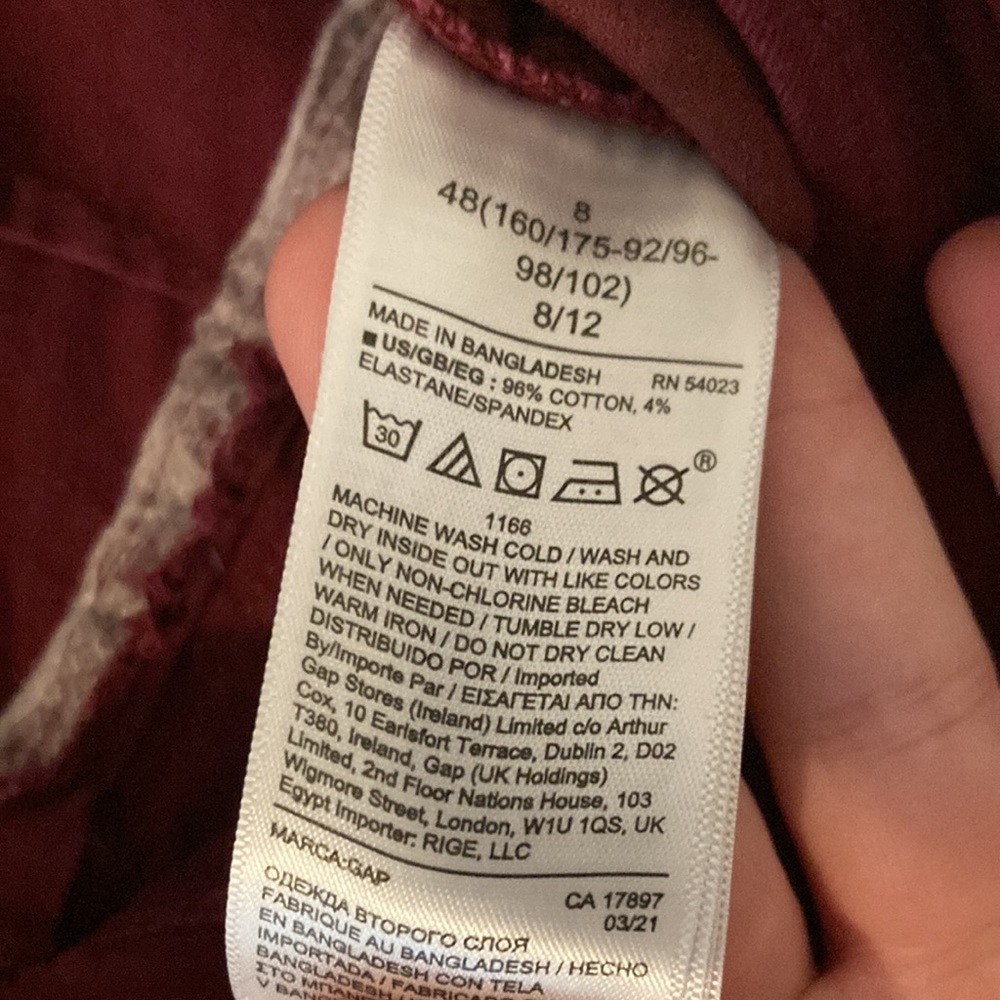 8
48(160/175-92/96-
98/102)
8/12
MADE IN BANGLADESH RN 54023
■ US/GB/EG : 96% COTTON, 4%
ELASTANE/SPANDEX
30
®
1166
MACHINE WASH COLD / WASH AND
DRY INSIDE OUT WITH LIKE COLORS
/ ONLY NON-CHLORINE BLEACH
WHEN NEEDED / TUMBLE DRY LOW /
WARM IRON / DO NOT DRY CLEAN
DISTRIBUIDO POR / Imported
By/Importe Par / ΕΙΣΑΓΕΤΑΙ ΑΠΟ ΤΗΝ:
Gap Stores (Ireland) Limited c/o Arthur
Cox, 10 Earlsfort Terrace, Dublin 2, D02
T380, Ireland, Gap (UK Holdings)
Limited, 2nd Floor Nations House, 103
Wigmore Street, London, W1U 1QS, UK
Egypt Importer: RIGE, LLC
MARCA:GAP
CA 17897
03/21
ОДЕЖДА ВТОРОГО СЛОЯ
FABRIQUE AU BANGLADESH / HECHO
EN BANGLADESH CON TELA
IMPORTADA /
BANGLADESH /
ΣΤΟ